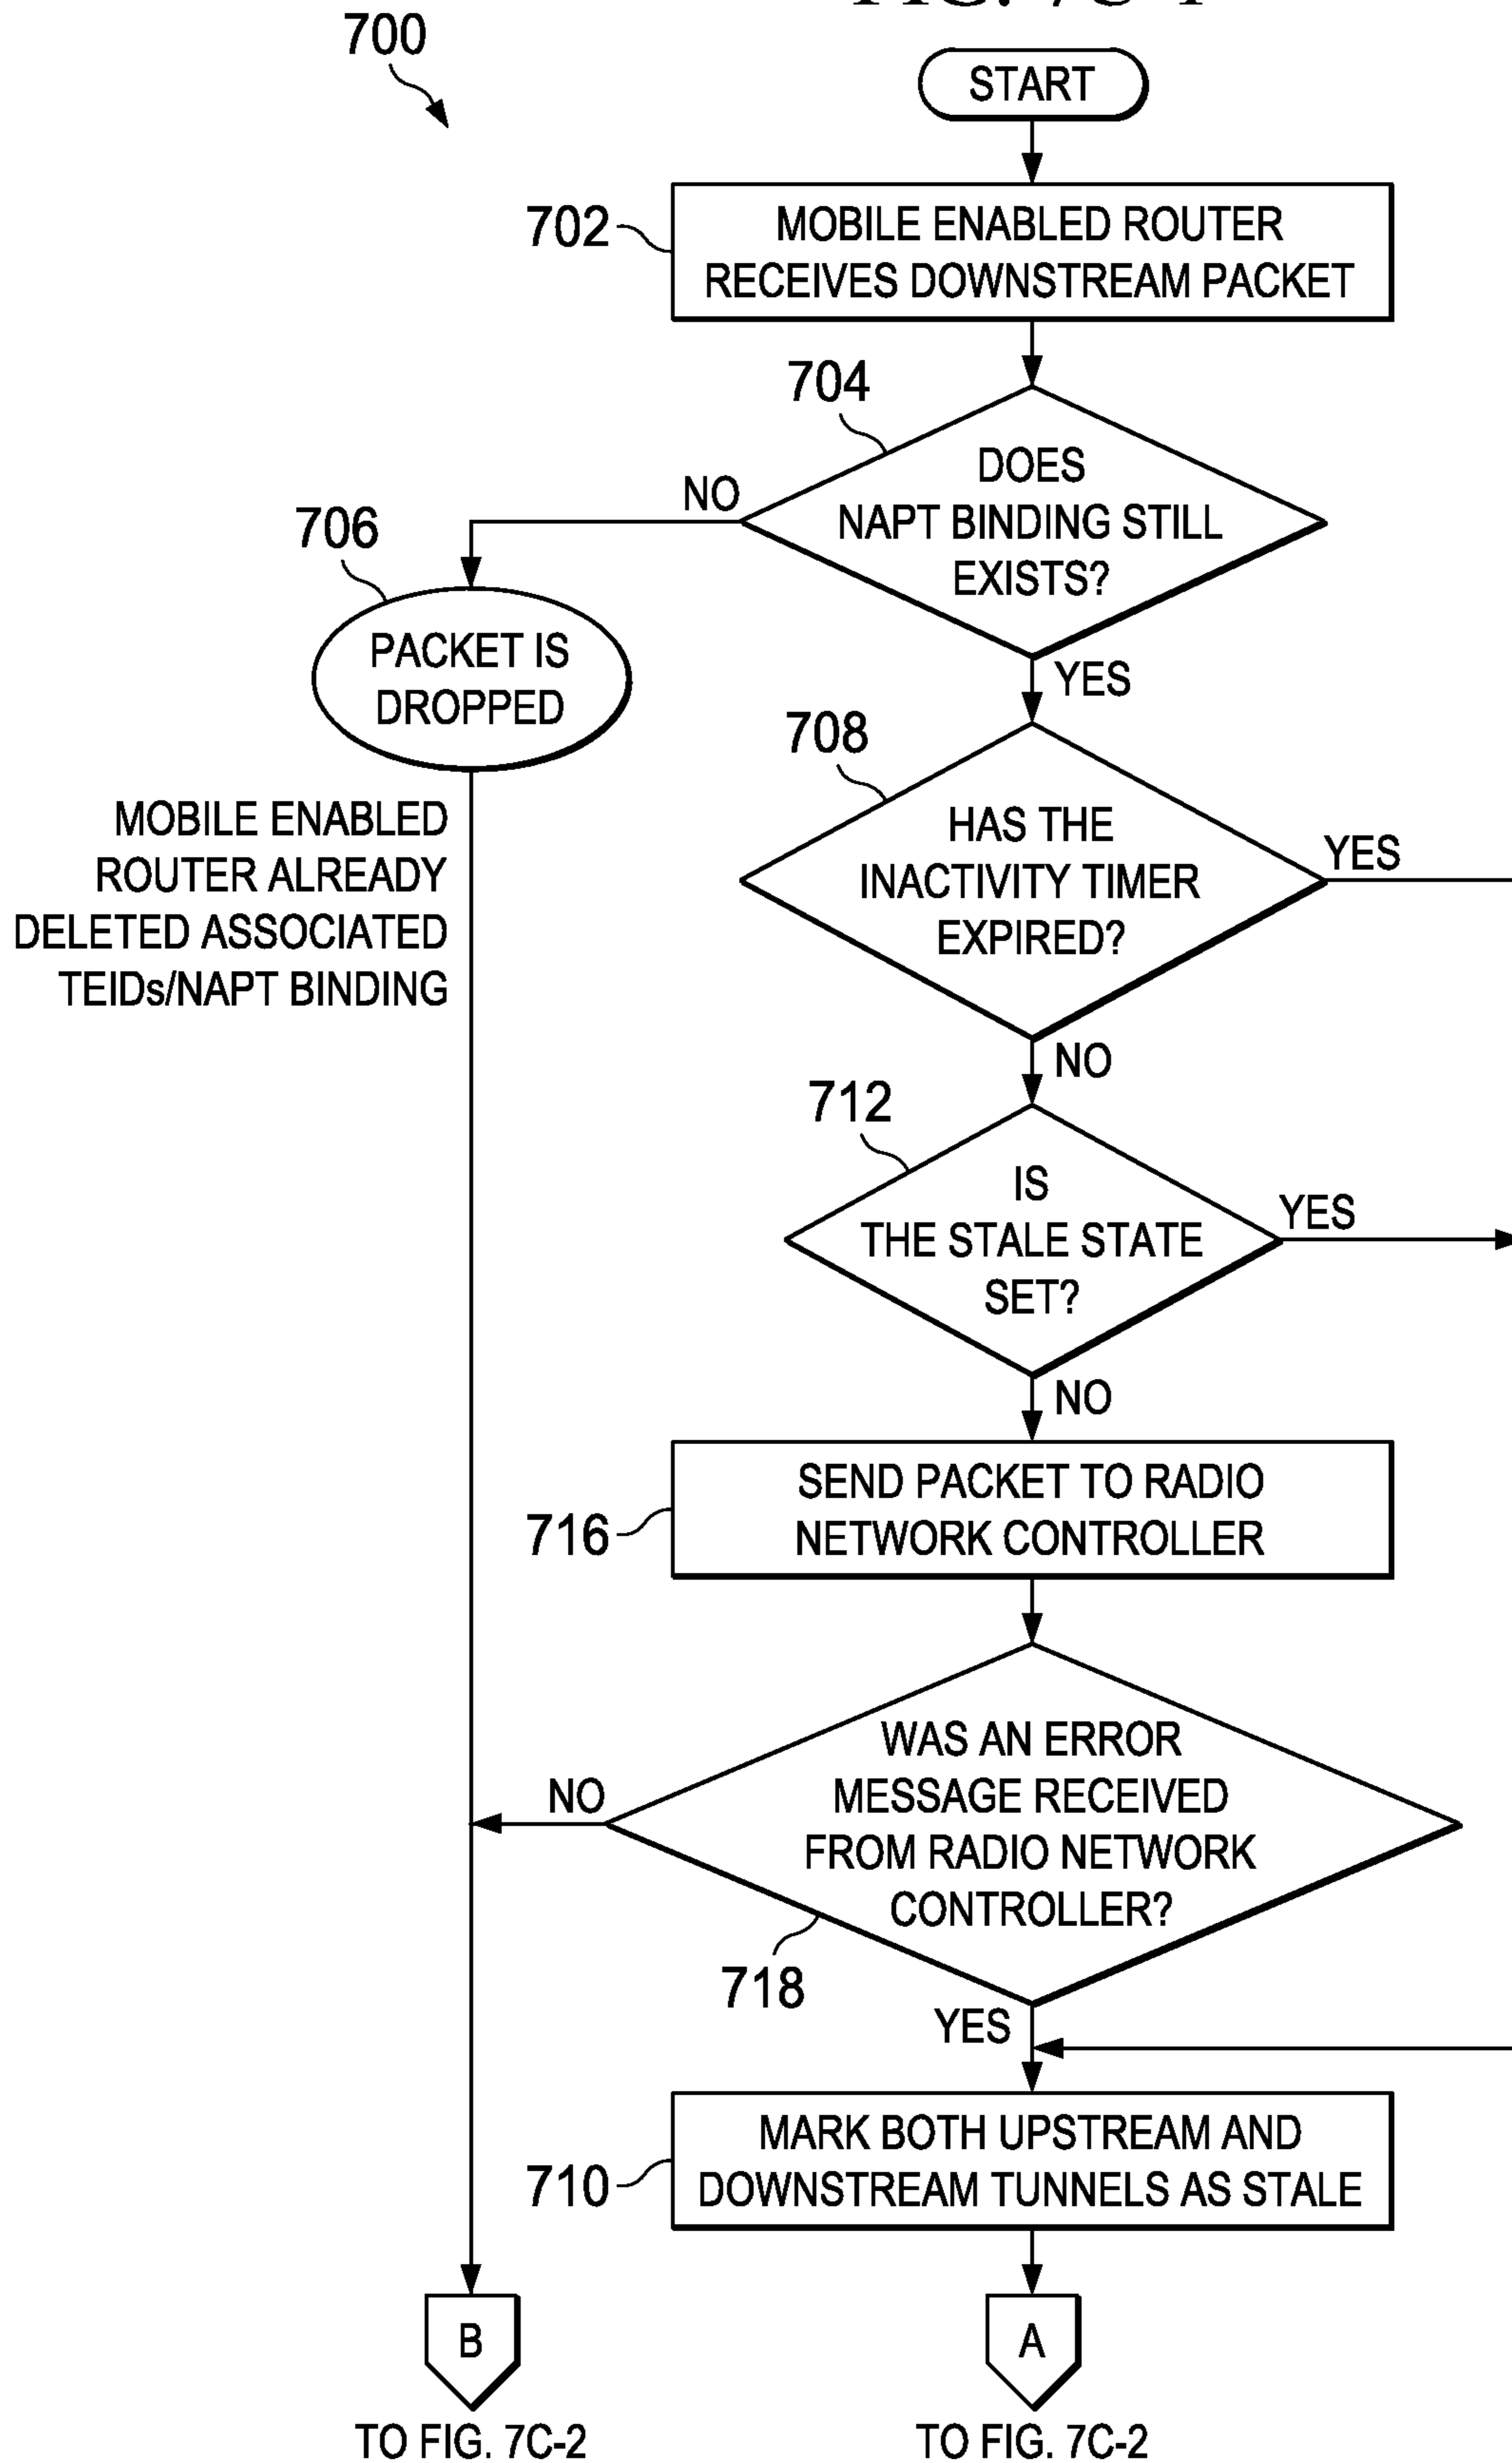 700
START
702
MOBILE ENABLED ROUTER
RECEIVES DOWNSTREAM PACKET
704
DOES
NAPT BINDING STILL
EXISTS?
NO
YES
706
PACKET IS
DROPPED
MOBILE ENABLED
ROUTER ALREADY
DELETED ASSOCIATED
TEIDs/NAPT BINDING
708
HAS THE
INACTIVITY TIMER
EXPIRED?
YES
NO
712
IS
THE STALE STATE
SET?
YES
NO
716
SEND PACKET TO RADIO
NETWORK CONTROLLER
WAS AN ERROR
MESSAGE RECEIVED
FROM RADIO NETWORK
CONTROLLER?
NO
718
YES
710
MARK BOTH UPSTREAM AND
DOWNSTREAM TUNNELS AS STALE
B
A
TO FIG. 7C-2
TO FIG. 7C-2